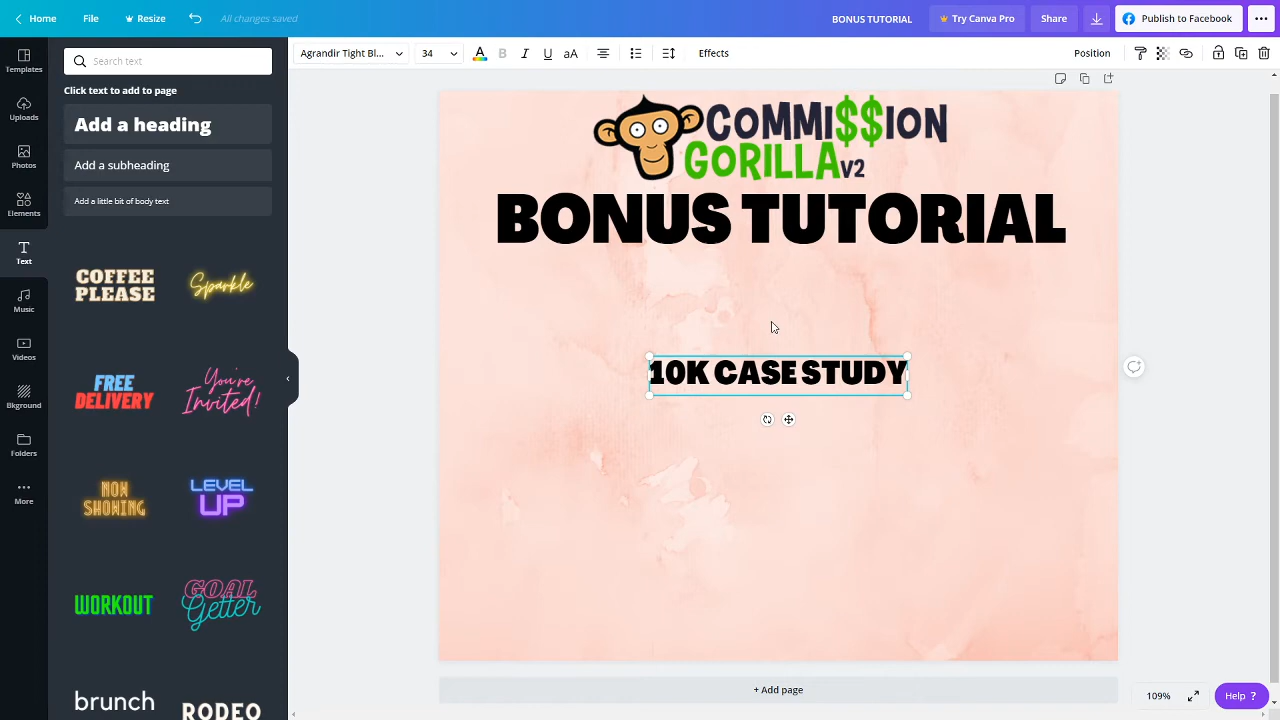 Home
File
Resize
All changes saved
BONUS TUTORIAL
Try Canva Pro
Share
Publish to Facebook
Templates
Uploads
Photos
Elements
Text
Music
Videos
Bkground
Folders
More
Search text
Click text to add to page
Add a heading
Add a subheading
Add a little bit of body text
COFFEE
PLEASE
Sparkle
FREE
DELIVERY
You're
Invited!
NOW
SHOWING
LEVEL
UP
WORKOUT
GOAL
Getter
brunch
RODEO
Agrandir Tight Bl...
34
A
B
I
U
aA
Effects
Position
COMMI$$ION
GORILLA V2
BONUS TUTORIAL
10K CASE STUDY
+ Add page
109%
Help ?